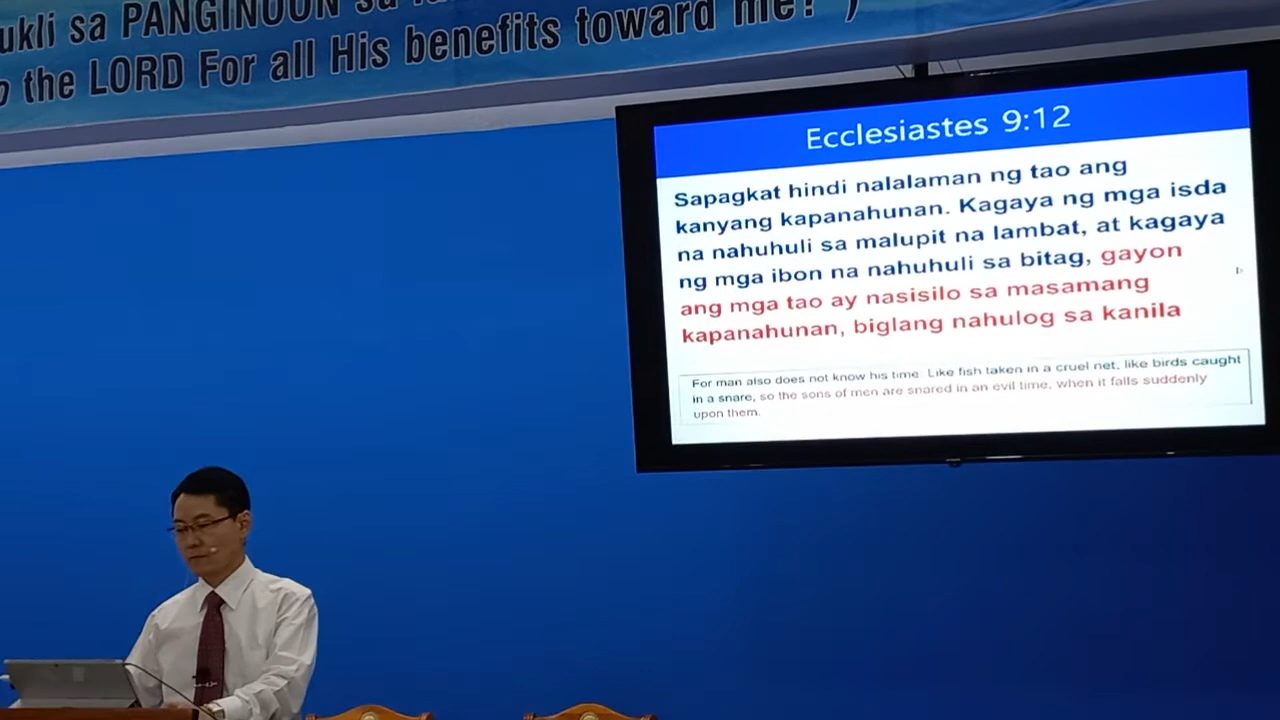 sa PANGINOON sa
the LORD For all His benefits toward me? )
Ecclesiastes 9:12
Sapagkat hindi nalalaman ng tao ang
kanyang kapanahunan. Kagaya ng mga isda
na nahuhuli sa malupit na lambat, at kagaya
ng mga ibon na nahuhuli sa bitag, gayon
ang mga tao ay nasisilo sa masamang
kapanahunan, biglang nahulog sa kanila
For man also does not know his time. Like fish taken in a cruel net, like birds caught
in a snare, so the sons of men are snared in an evil time, when it falls suddenly
upon them.